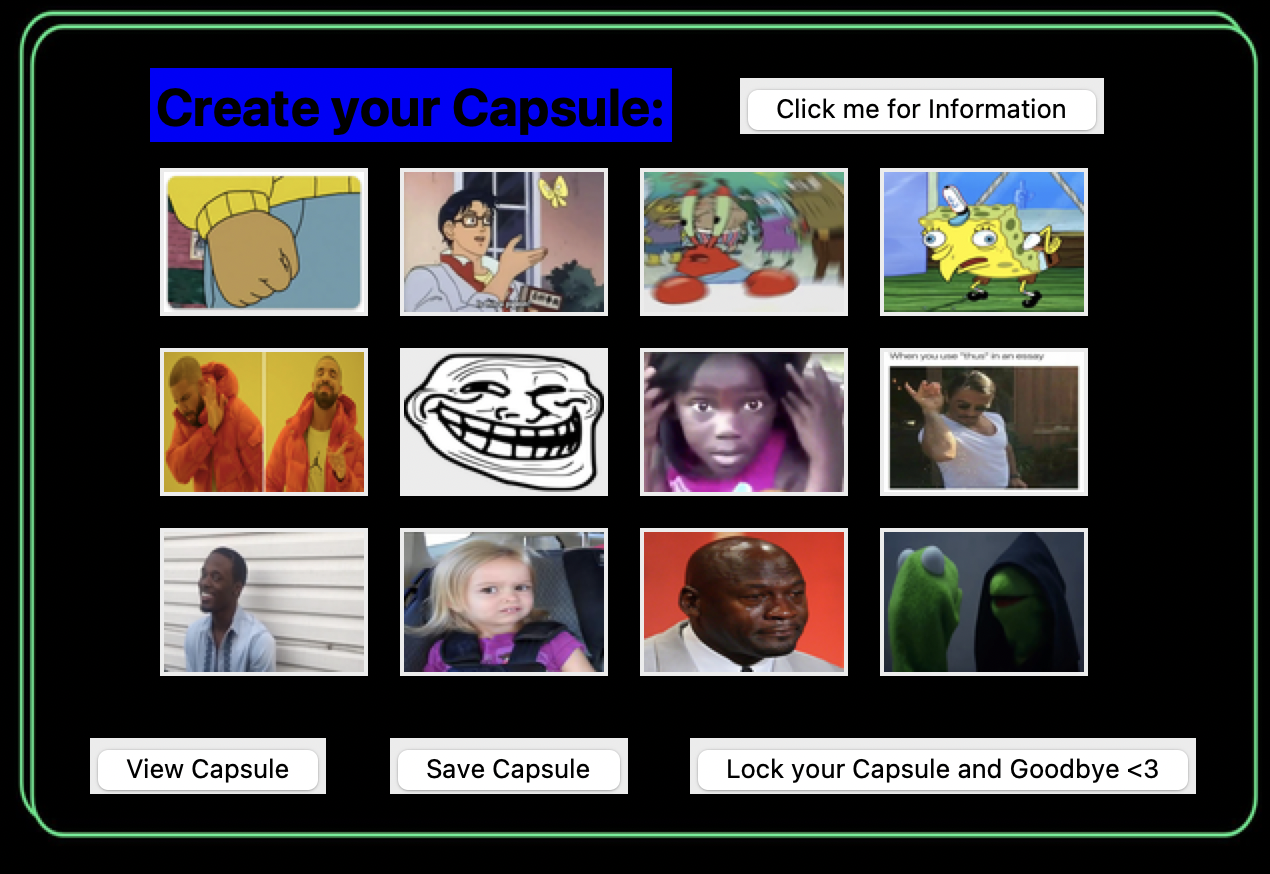 Create your Capsule:
Click me for Information
When you use "thus" in an essay
View Capsule
Save Capsule
Lock your Capsule and Goodbye <3